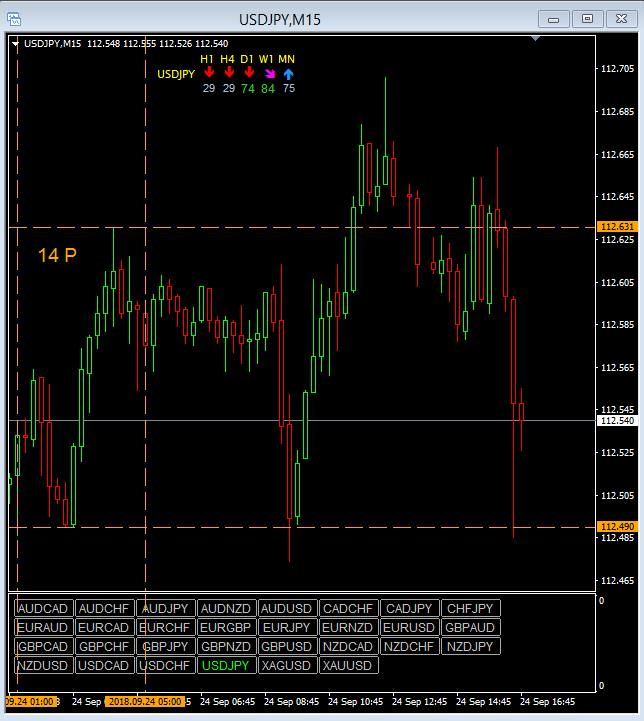 USDJPY,M15
USDJPY,M15 112.548 112.555 112.526 112.540
H1 H4 D1 W1 MN
USDJPY
29 29 74 84 75
14 P
112.705
112.685
112.665
112.645
112.631
112.625
112.605
112.585
112.565
112.545
112.540
112.525
112.505
112.490
112.485
112.465
0
AUDCAD AUDCHF AUDJPY AUDNZD AUDUSD CADCHF CADJPY CHFJPY
EURAUD EURCAD EURCHF EURGBP EURJPY EURNZD EURUSD GBPAUD
GBPCAD GBPCHF GBPJPY GBPNZD GBPUSD NZDCAD NZDCHF NZDJPY
NZDUSD USDCAD USDCHF USDJPY XAGUSD XAUUSD
0
.09.24 01:00 24 Sep 2018.09.24 05:00 24 Sep 06:45 24 Sep 08:45 24 Sep 10:45 24 Sep 12:45 24 Sep 14:45 24 Sep 16:45